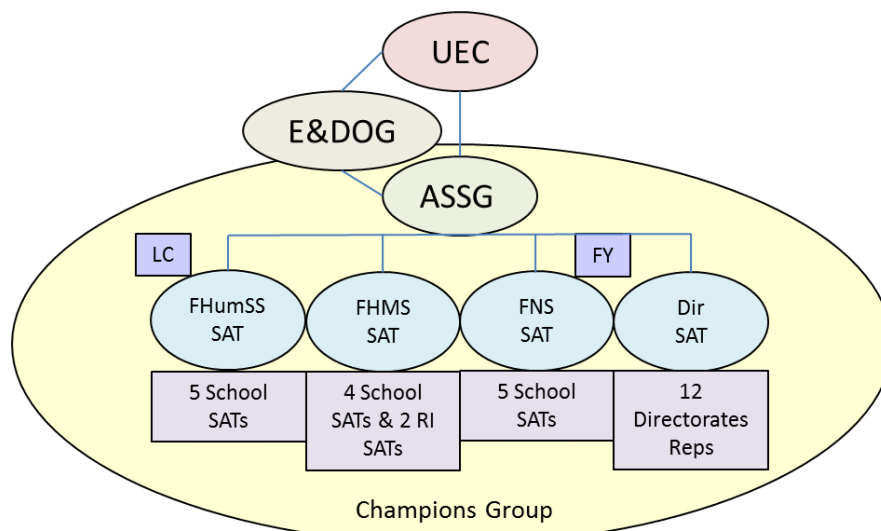 UEC
E&DOG
ASSG
LC
FY
FHumSS
SAT
FHMS
SAT
FNS
SAT
Dir
SAT
5 School
SATs
4 School
SATs & 2 RI
SATs
5 School
SATs
12
Directorates
Reps
Champions Group